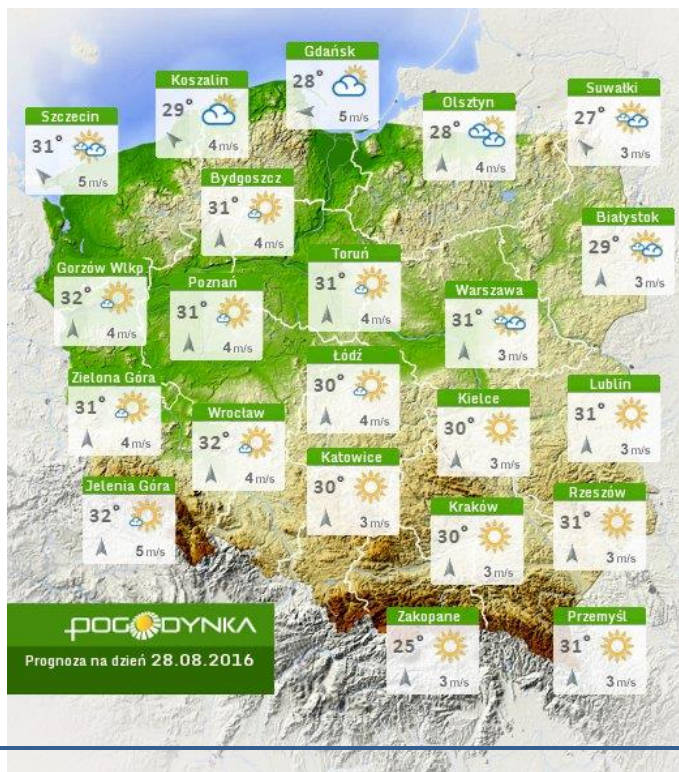 Gdańsk
28°
5 m/s
Koszalin
29°
4 m/s
Suwałki
27°
3 m/s
Olsztyn
28°
4 m/s
Szczecin
31°
5 m/s
Bydgoszcz
31°
4 m/s
Białystok
29°
3 m/s
Toruń
31°
4 m/s
Gorzów Wlkp
32°
4 m/s
Poznań
31°
4 m/s
Warszawa
31°
3 m/s
Łódź
30°
4 m/s
Zielona Góra
31°
4 m/s
Lublin
31°
3 m/s
Kielce
30°
3 m/s
Wrocław
32°
4 m/s
Katowice
30°
3 m/s
Jelenia Góra
32°
5 m/s
Rzeszów
31°
3 m/s
Kraków
30°
3 m/s
Zakopane
25°
3 m/s
Przemyśl
31°
3 m/s
POGODYNKA
Prognoza na dzień 28.08.2016